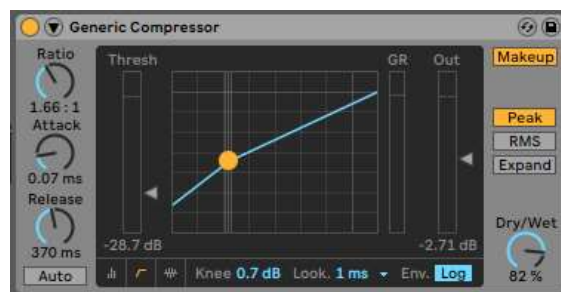 Generic Compressor
Ratio
1.66 : 1
Attack
0.07 ms
Release
370 ms
Auto
Thresh
GR
Out
-28.7 dB
-2.71 dB
Knee 0.7 dB Look. 1 ms Env. Log
Makeup
Peak
RMS
Expand
Dry/Wet
82 %